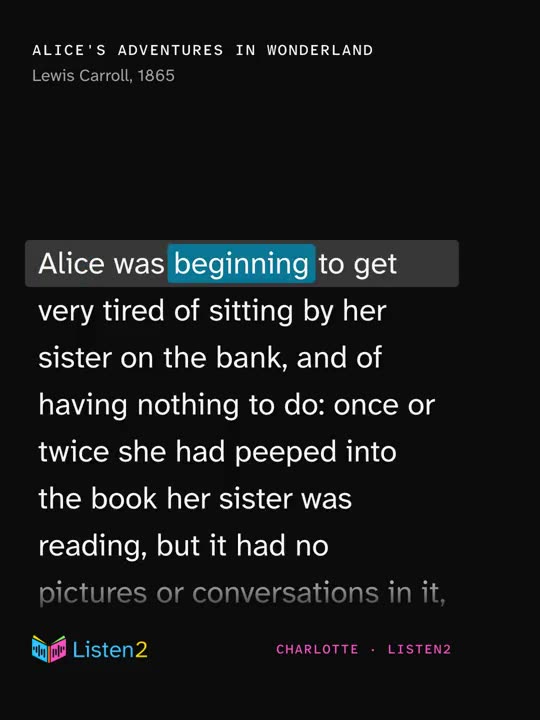 ALICE'S ADVENTURES IN WONDERLAND
Lewis Carroll, 1865
Alice was beginning to get
very tired of sitting by her
sister on the bank, and of
having nothing to do: once or
twice she had peeped into
the book her sister was
reading, but it had no
pictures or conversations in it,
Listen2
CHARLOTTE · LISTEN2